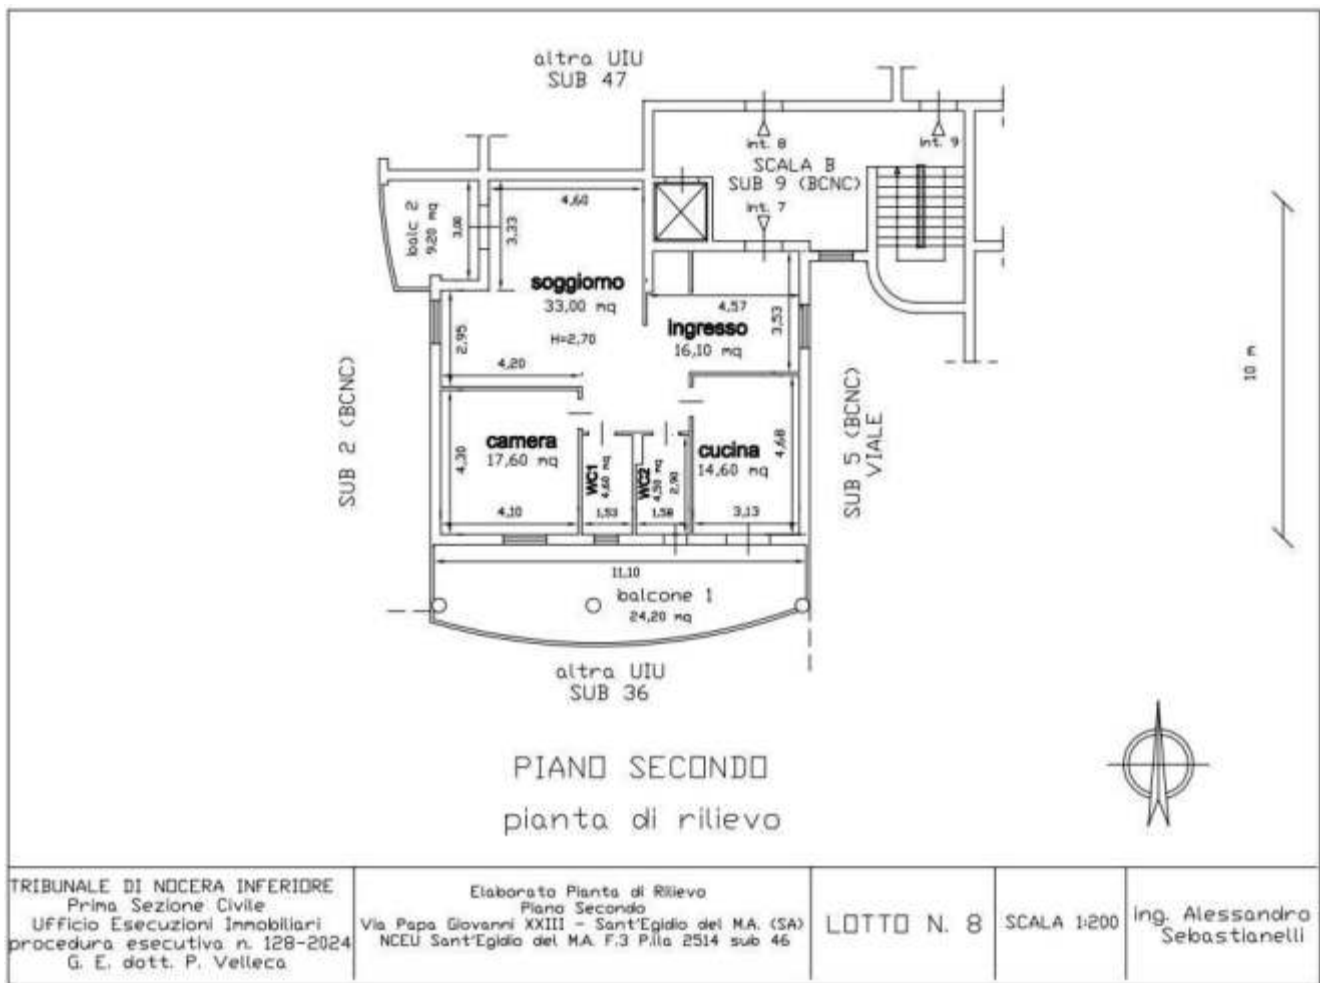 altra UIU
SUB 47
int. 8
int. 9
SCALA B
SUB 9 (BCNC)
int. 7
4,60
balc 2
9,20 mq
3,00
3,33
soggiorno
33,00 mq
H=2,70
4,57
3,53
ingresso
16,10 mq
2,95
4,20
10 m
SUB 2 (BCNC)
SUB 5 (BCNC)
VIALE
camera
17,60 mq
4,30
4,10
WC1
4,60 mq
1,53
WC2
4,50 mq
2,90
1,58
cucina
14,60 mq
4,68
3,13
11,10
balcone 1
24,20 mq
altra UIU
SUB 36
PIANO SECONDO
pianta di rilievo
TRIBUNALE DI NOCERA INFERIORE
Prima Sezione Civile
Ufficio Esecuzioni Immobiliari
procedura esecutiva n. 128-2024
G. E. dott. P. Velleca
Elaborato Pianta di Rilievo
Piano Secondo
Via Papa Giovanni XXIII - Sant'Egidio del M.A. (SA)
NCEU Sant'Egidio del M.A. F.3 P.lla 2514 sub 46
LOTTO N. 8
SCALA 1:200
ing. Alessandro
Sebastianelli